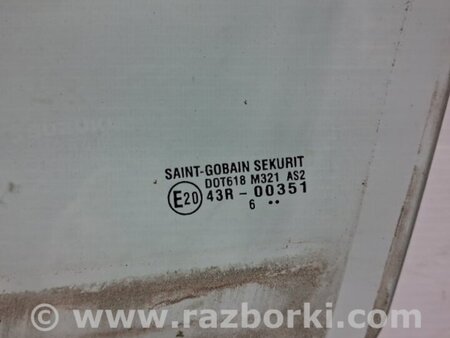 SAINT-GOBAIN SEKURIT
DOT618 M321 AS2
E20 43R - 00351
6 ••
www.razborki.com